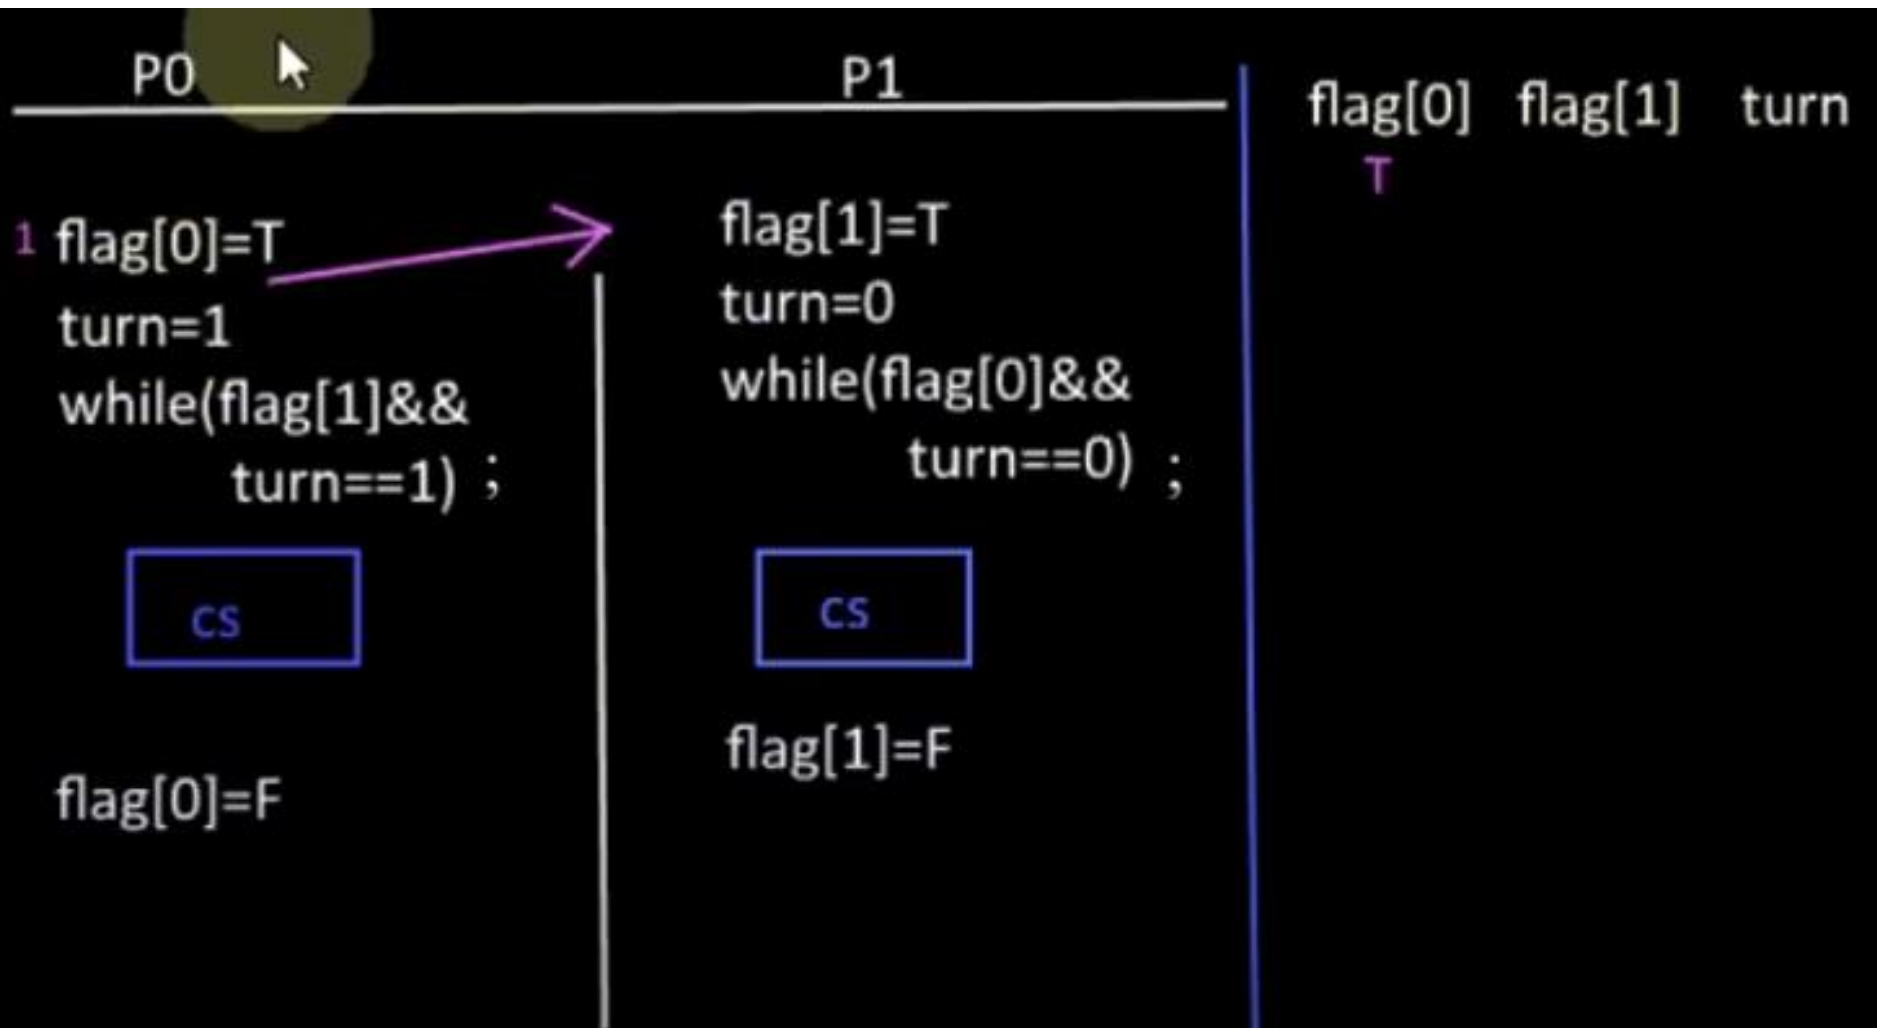 P0
P1
flag[0] flag[1] turn
T
1 flag[0]=T
turn=1
while(flag[1]&&
turn==1) ;
cs
flag[0]=F
flag[1]=T
turn=0
while(flag[0]&&
turn==0) ;
cs
flag[1]=F